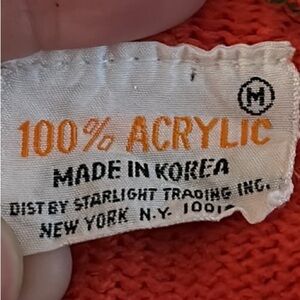 M
100% ACRYLIC
MADE IN KOREA
DIST BY STARLIGHT TRADING INC.
NEW YORK N.Y.